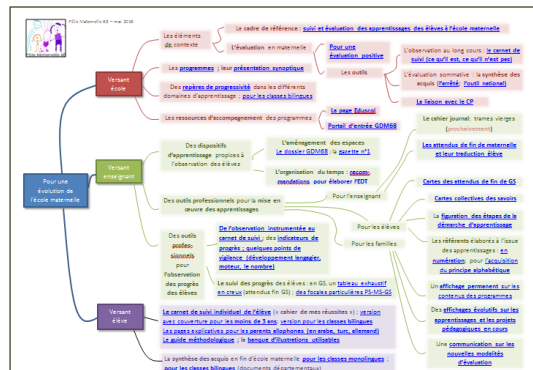 Pôle Maternelle 68 – mai 2016
Pôle Maternelle 68
Pour une
évolution de
l'école maternelle
Versant
école
Les éléments
de contexte
Le cadre de référence : suivi et évaluation des apprentissages des élèves à l'école maternelle
L'évaluation en maternelle
Pour une
évaluation positive
Les outils
L'observation au long cours : le carnet de
suivi (ce qu'il est, ce qu'il n'est pas)
L'évaluation sommative : la synthèse des
acquis (l'arrêté; l'outil national)
La liaison avec le CP
Les programmes ; leur présentation synoptique
Des repères de progressivité dans les différents
domaines d'apprentissage : pour les classes bilingues
Les ressources d'accompagnement des programmes
La page Eduscol
Portail d'entrée GDM68
Versant
enseignant
Des dispositifs
d'apprentissage propices à
l'observation des élèves
L'aménagement des espaces
Le dossier GDM68 ; la gazette n°1
L'organisation du temps : recom-
mandations pour élaborer l'EDT
Des outils professionnels pour la mise en
œuvre des apprentissages
Pour l'enseignant
Le cahier journal: trames vierges
(prochainement)
Les attendus de fin de maternelle
et leur traduction élève
Pour les élèves
Pour les familles
Cartes des attendus de fin de GS
Cartes collectives des savoirs
La figuration des étapes de la
démarche d'apprentissage
Les référents élaborés à l'issue
des apprentissages: en
numération; pour l'acquisition
du principe alphabétique
Un affichage permanent sur les
contenus des programmes
Des affichages évolutifs sur les
apprentissages et les projets
pédagogiques en cours
Une communication sur les
nouvelles modalités
d'évaluation
Des outils
profes-
sionnels
pour
l'observation
des progrès
des élèves
De l'observation instrumentée au
carnet de suivi ; des indicateurs de
progrès ; quelques points de
vigilance (développement langagier,
moteur, le nombre)
Le suivi des progrès des élèves : en GS, un tableau exhaustif
en creux (attendus fin GS) ; des focales particulières PS-MS-GS
Versant
élève
Le carnet de suivi individuel de l'élève (« cahier de mes réussites ») : version
avec couverture pour les moins de 3 ans; version pour les classes bilingues
Les pages explicatives pour les parents allophones (en arabe, turc, allemand)
Le guide méthodologique ; la banque d'illustrations utilisables
La synthèse des acquis en fin d'école maternelle pour les classes monolingues ;
pour les classes bilingues (documents départementaux)